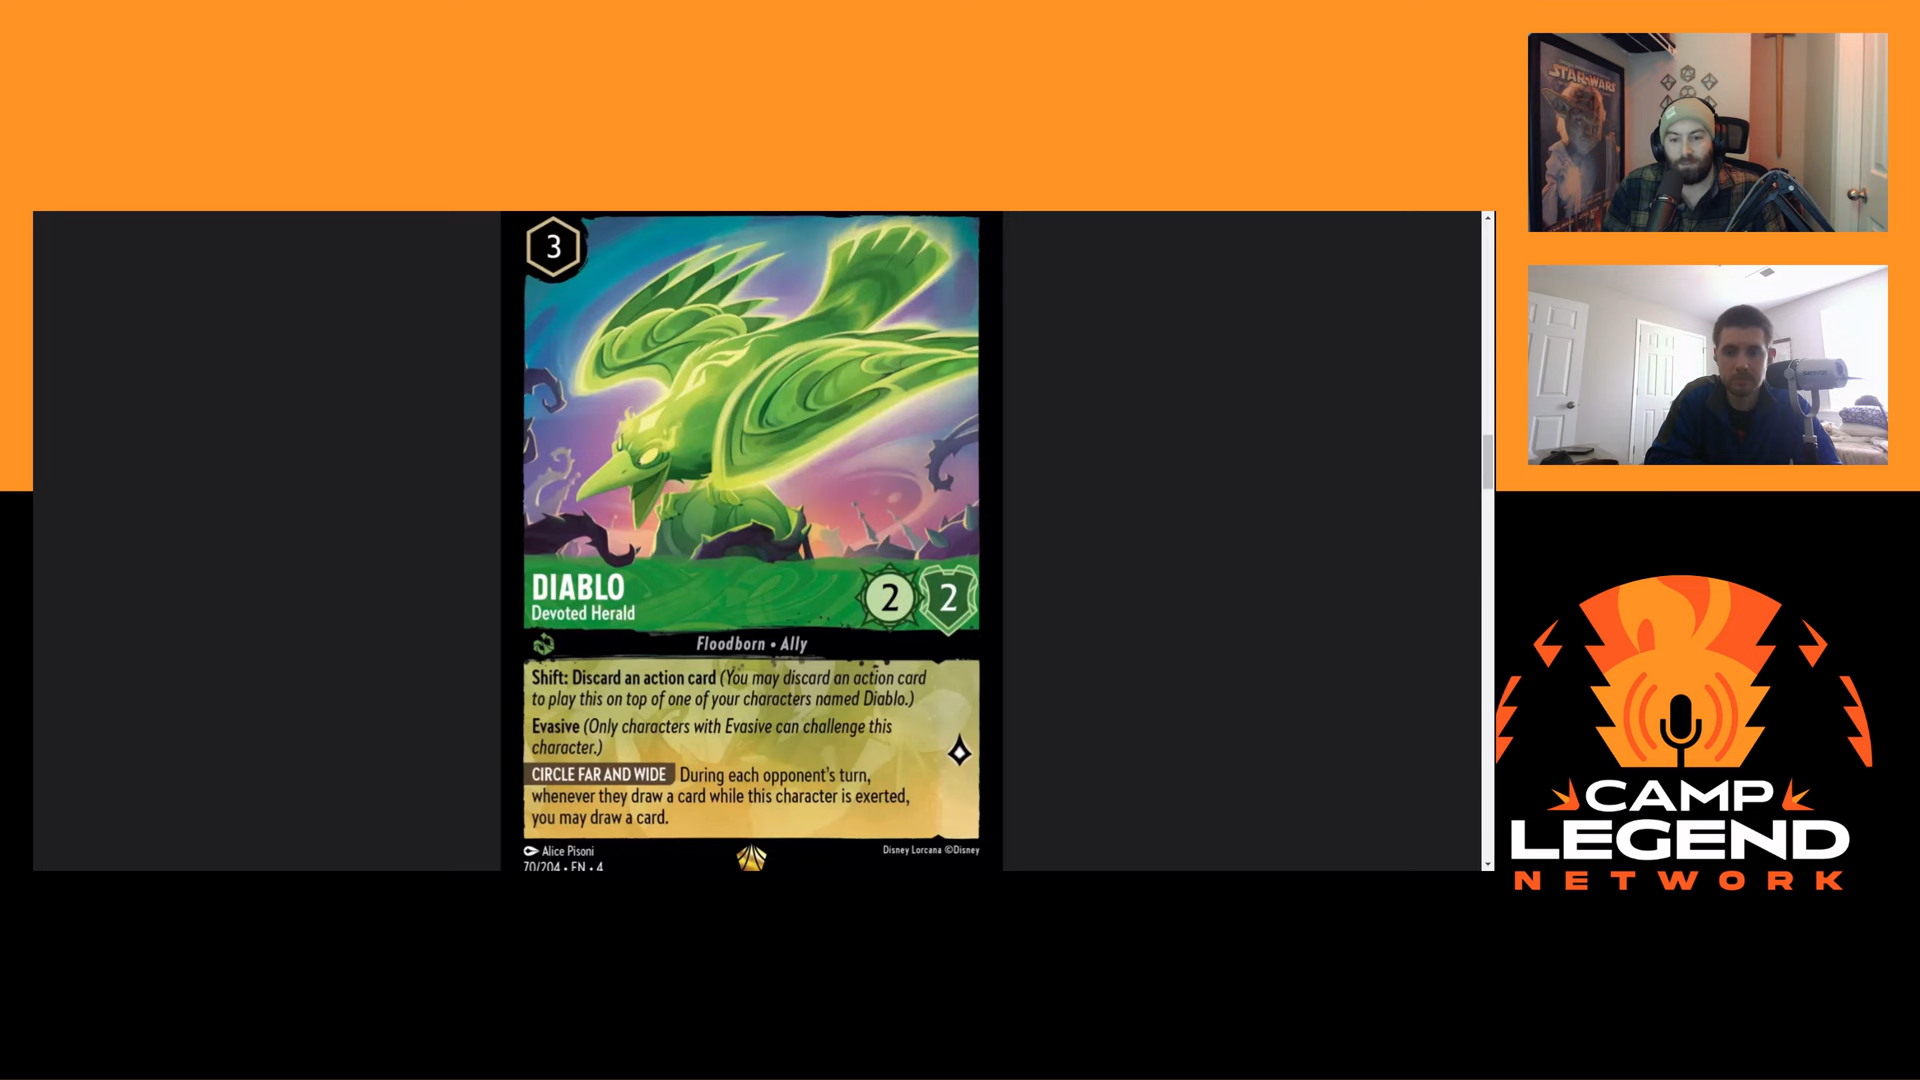 STAR WARS
3
DIABLO
Devoted Herald
2
2
Floodborn • Ally
Shift: Discard an action card (You may discard an action card
to play this on top of one of your characters named Diablo.)
Evasive (Only characters with Evasive can challenge this
character.)
CIRCLE FAR AND WIDE During each opponent's turn,
whenever they draw a card while this character is exerted,
you may draw a card.
Alice Pisoni
Disney Lorcana ©Disney
70/204 • EN • 4
CAMP
LEGEND
NETWORK